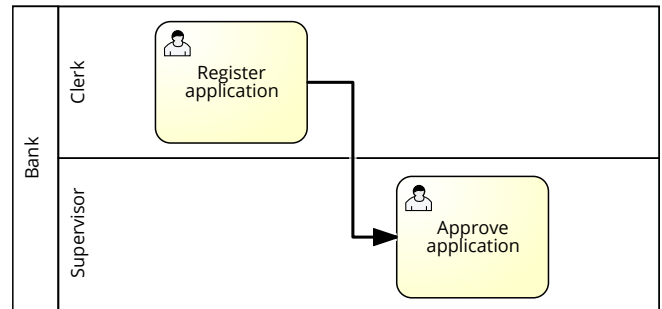 Bank
Clerk
Register
application
Supervisor
Approve
application